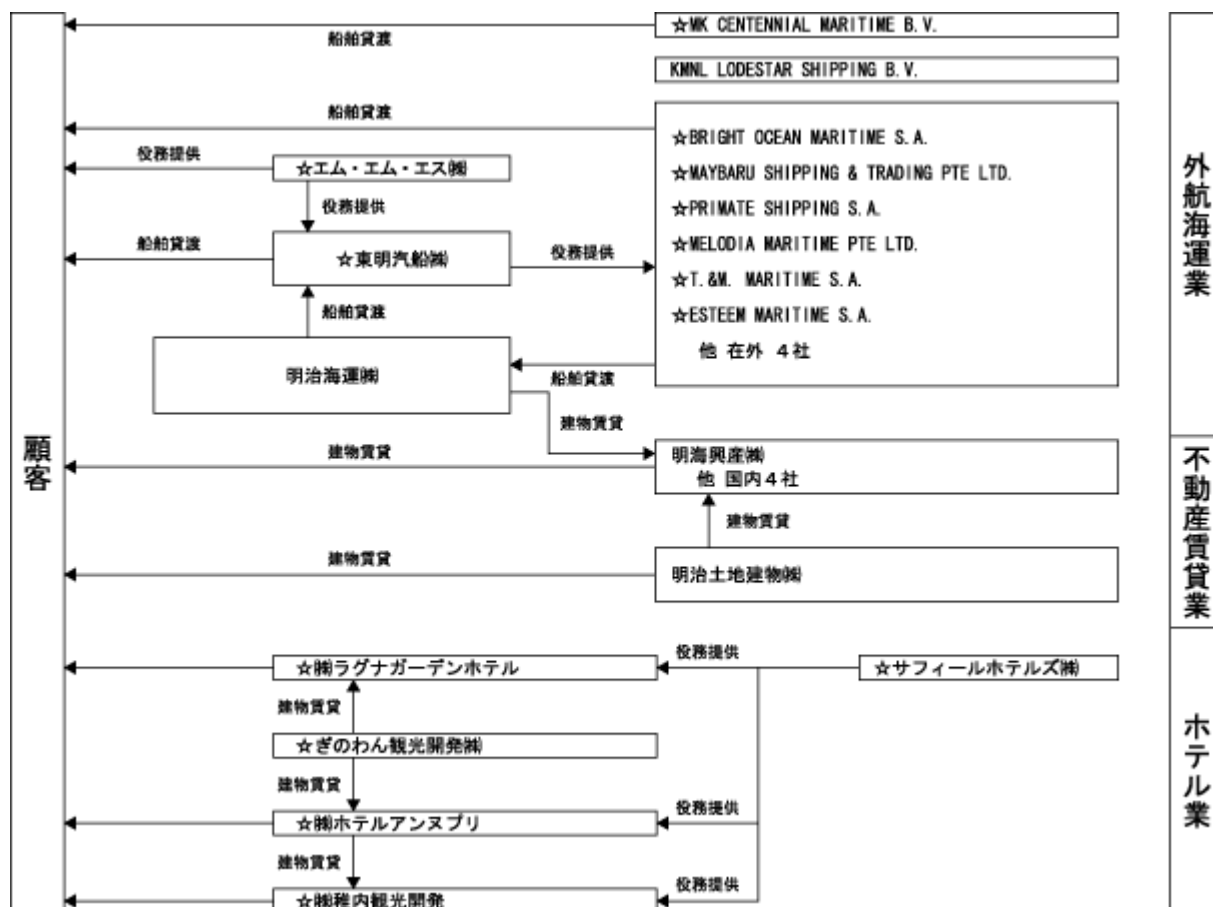 ☆MK CENTENNIAL MARITIME B.V.
船舶貸渡
KMNL LODESTAR SHIPPING B.V.
船舶貸渡
☆BRIGHT OCEAN MARITIME S.A.
役務提供
☆エム・エム・エス㈱
☆MAYBARU SHIPPING & TRADING PTE LTD.
役務提供
☆PRIMATE SHIPPING S.A.
船舶貸渡
☆東明汽船㈱
役務提供
☆MELODIA MARITIME PTE LTD.
☆T.&M. MARITIME S.A.
船舶貸渡
☆ESTEEM MARITIME S.A.
他 在外 4社
明治海運㈱
船舶貸渡
建物賃貸
外航海運業
顧客
建物賃貸
明海興産㈱
他 国内4社
建物賃貸
建物賃貸
明治土地建物㈱
不動産賃貸業
☆㈱ラグナガーデンホテル
役務提供
☆サフィールホテルズ㈱
建物賃貸
☆ぎのわん観光開発㈱
建物賃貸
☆㈱ホテルアンヌプリ
役務提供
建物賃貸
☆㈱稚内観光開発
役務提供
ホテル業